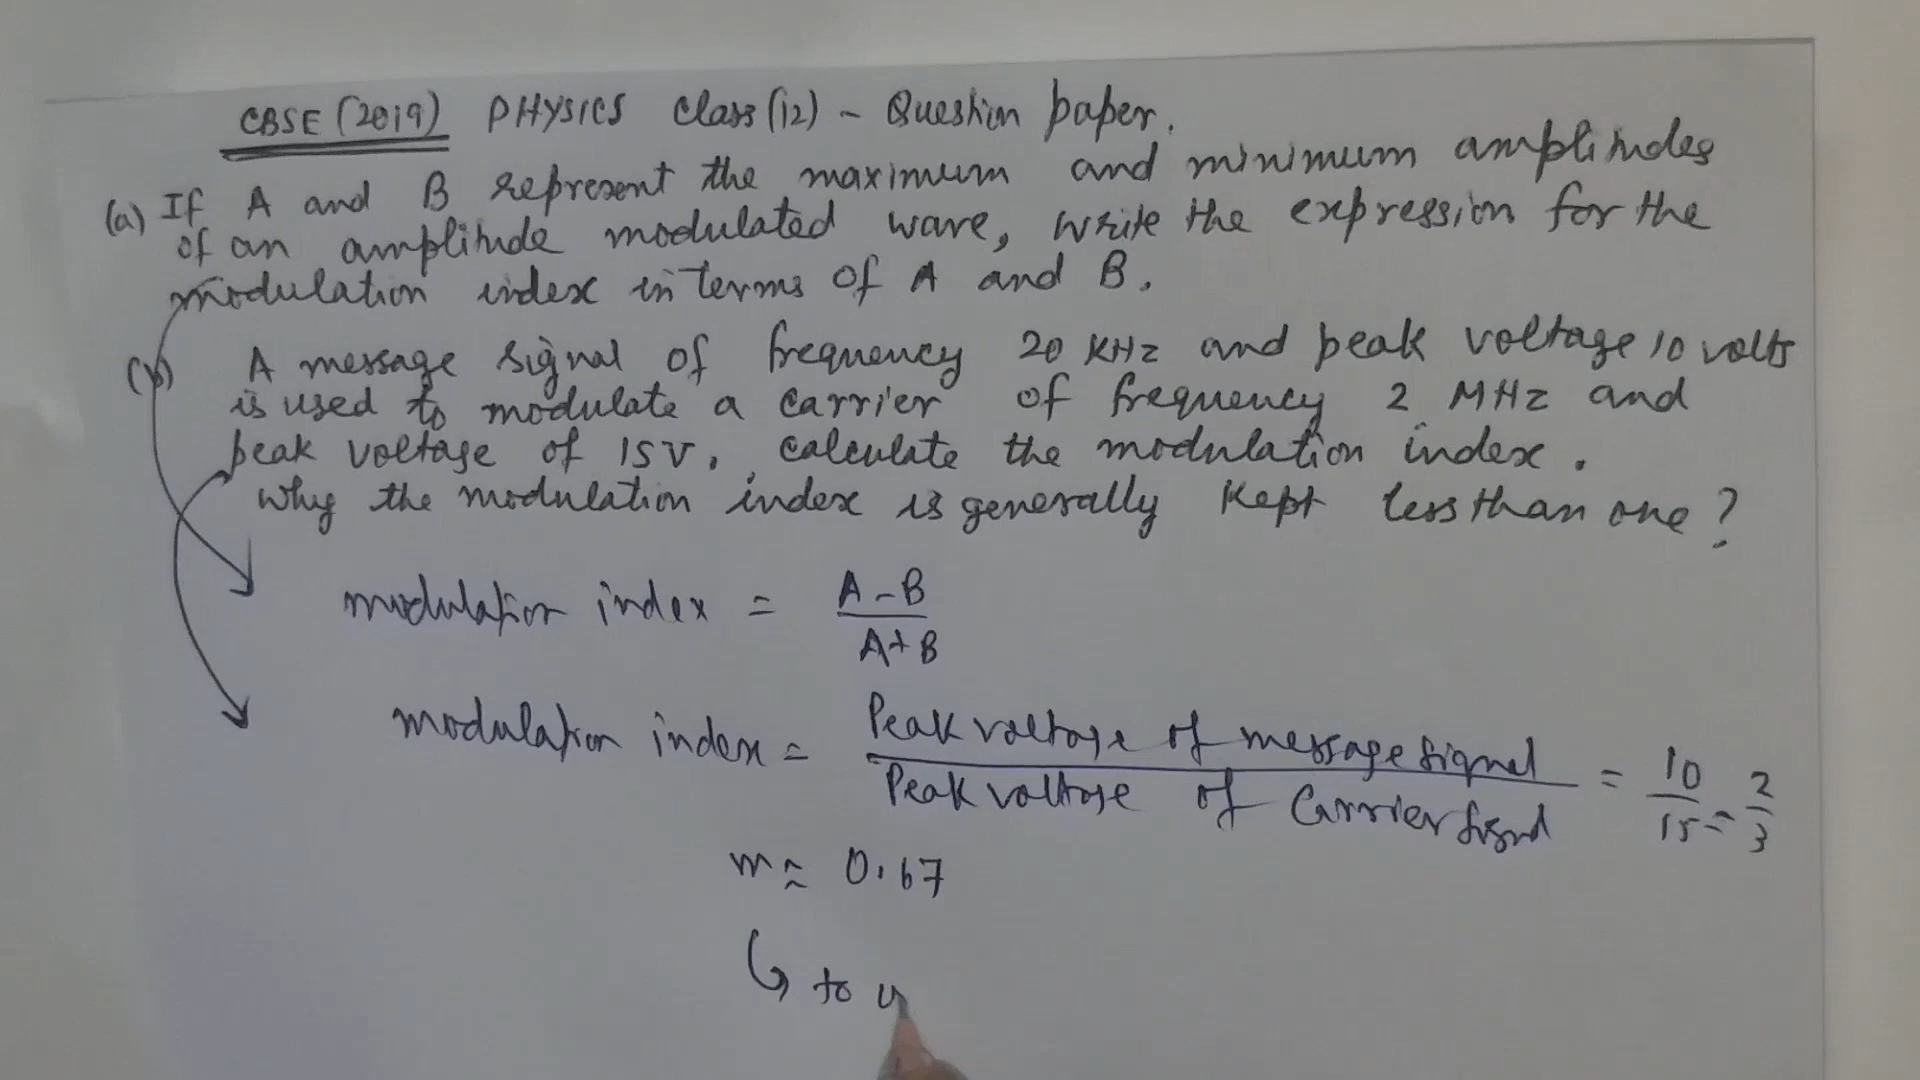 CBSE (2019) PHYSICS class (12) - Question paper.
(a) If A and B represent the maximum and minimum amplitudes
of an amplitude modulated wave, write the expression for the
modulation index in terms of A and B.
(b) A message signal of frequency 20 KHz and peak voltage 10 volts
is used to modulate a carrier of frequency 2 MHz and
peak voltage of 15V. calculate the modulation index.
Why the modulation index is generally kept less than one?
modulation index = A-B
A+B
modulation index = Peak voltage of message signal = 10 = 2
Peak voltage of Carrier signal 15 3
m ≈ 0.67
↳ to